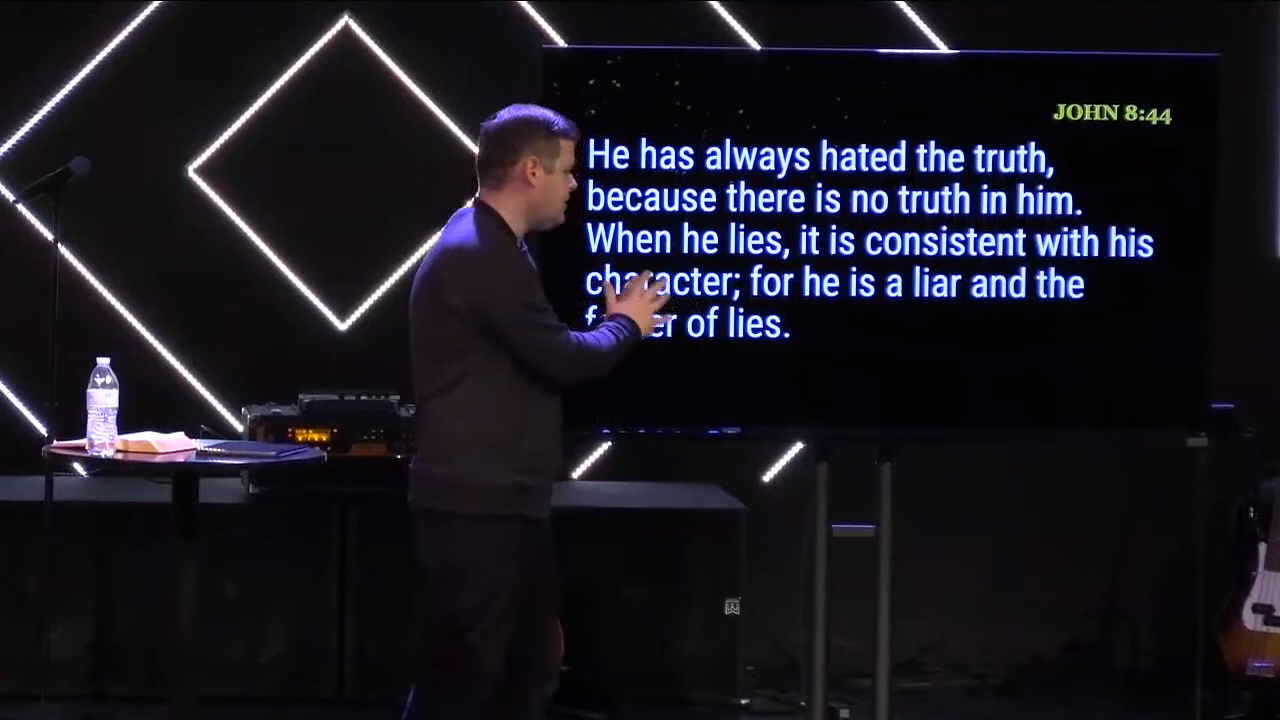 JOHN 8:44
He has always hated the truth,
because there is no truth in him.
When he lies, it is consistent with his
character; for he is a liar and the
father of lies.